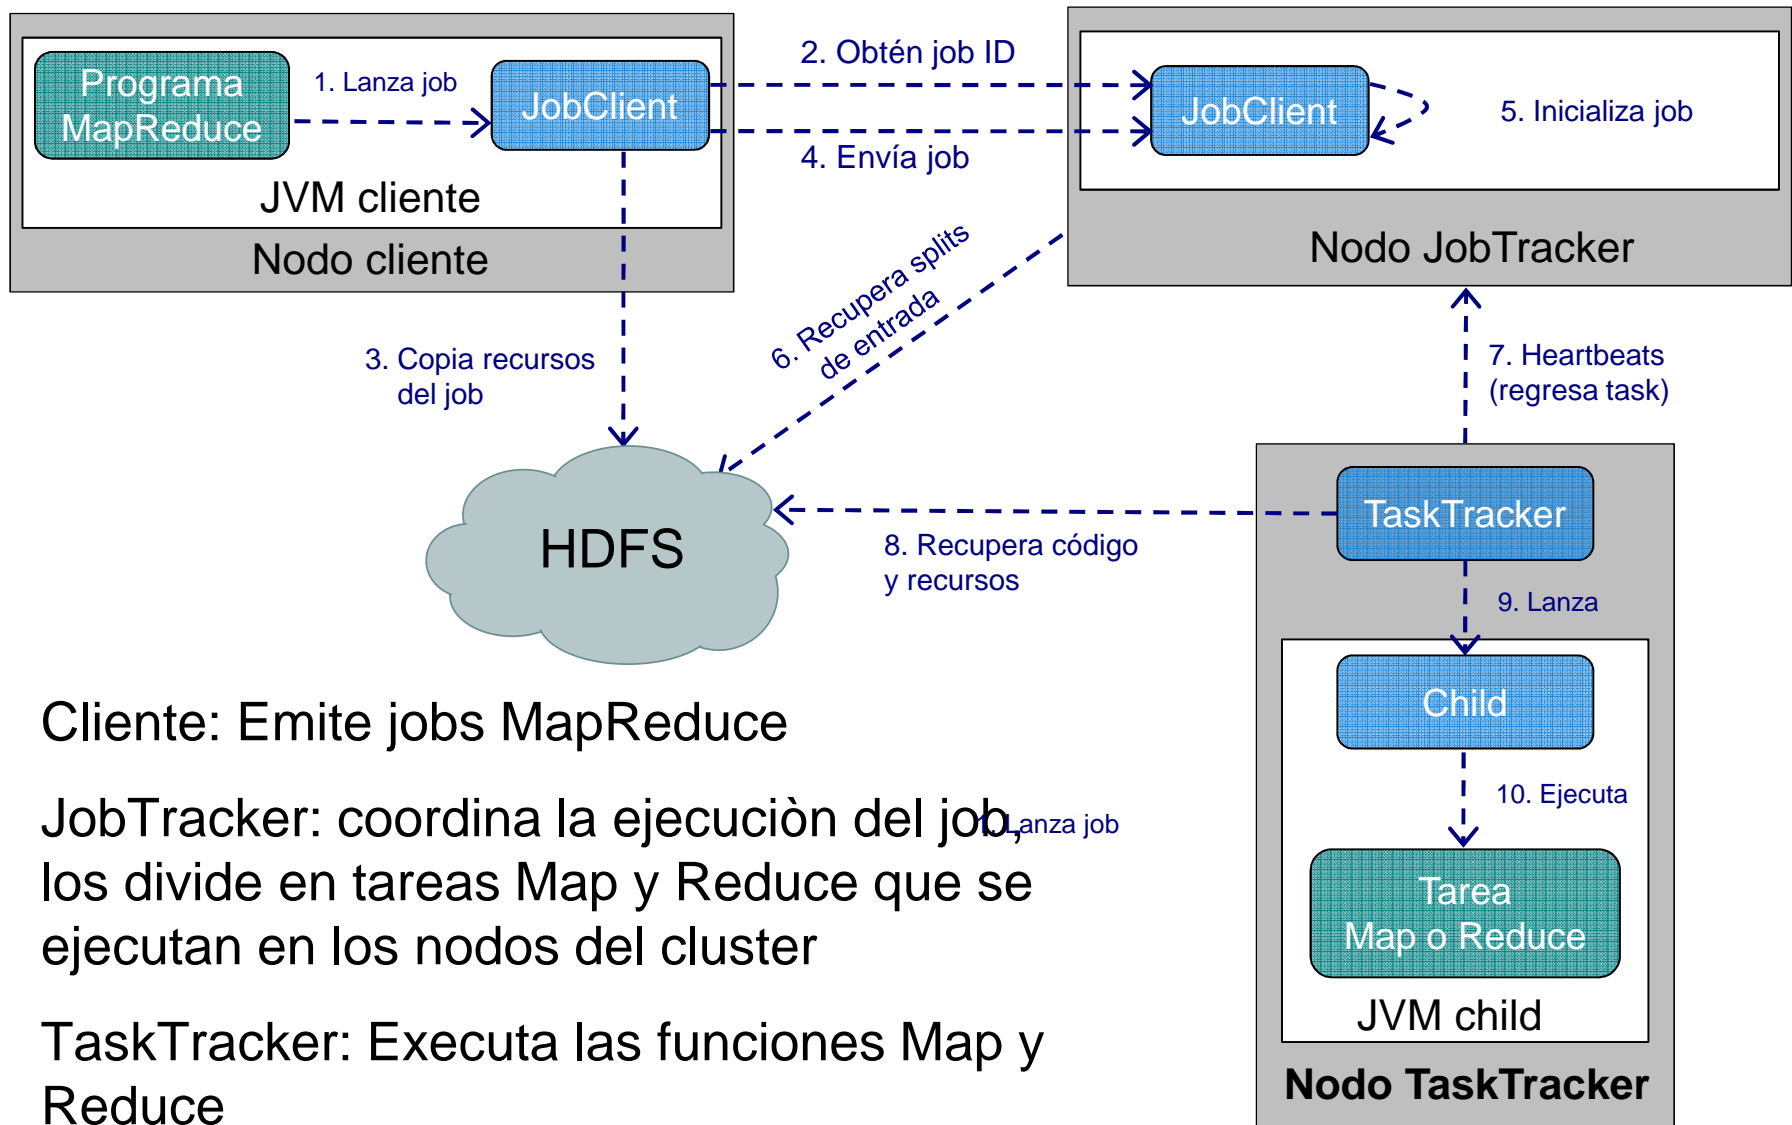 Programa
MapReduce
1. Lanza job
JobClient
JVM cliente
Nodo cliente
2. Obtén job ID
4. Envía job
JobClient
5. Inicializa job
Nodo JobTracker
3. Copia recursos
del job
6. Recupera splits
de entrada
7. Heartbeats
(regresa task)
HDFS
8. Recupera código
y recursos
TaskTracker
9. Lanza
Child
10. Ejecuta
Tarea
Map o Reduce
JVM child
Nodo TaskTracker
Cliente: Emite jobs MapReduce
JobTracker: coordina la ejecuciòn del job,
1. Lanza job
los divide en tareas Map y Reduce que se
ejecutan en los nodos del cluster
TaskTracker: Executa las funciones Map y
Reduce